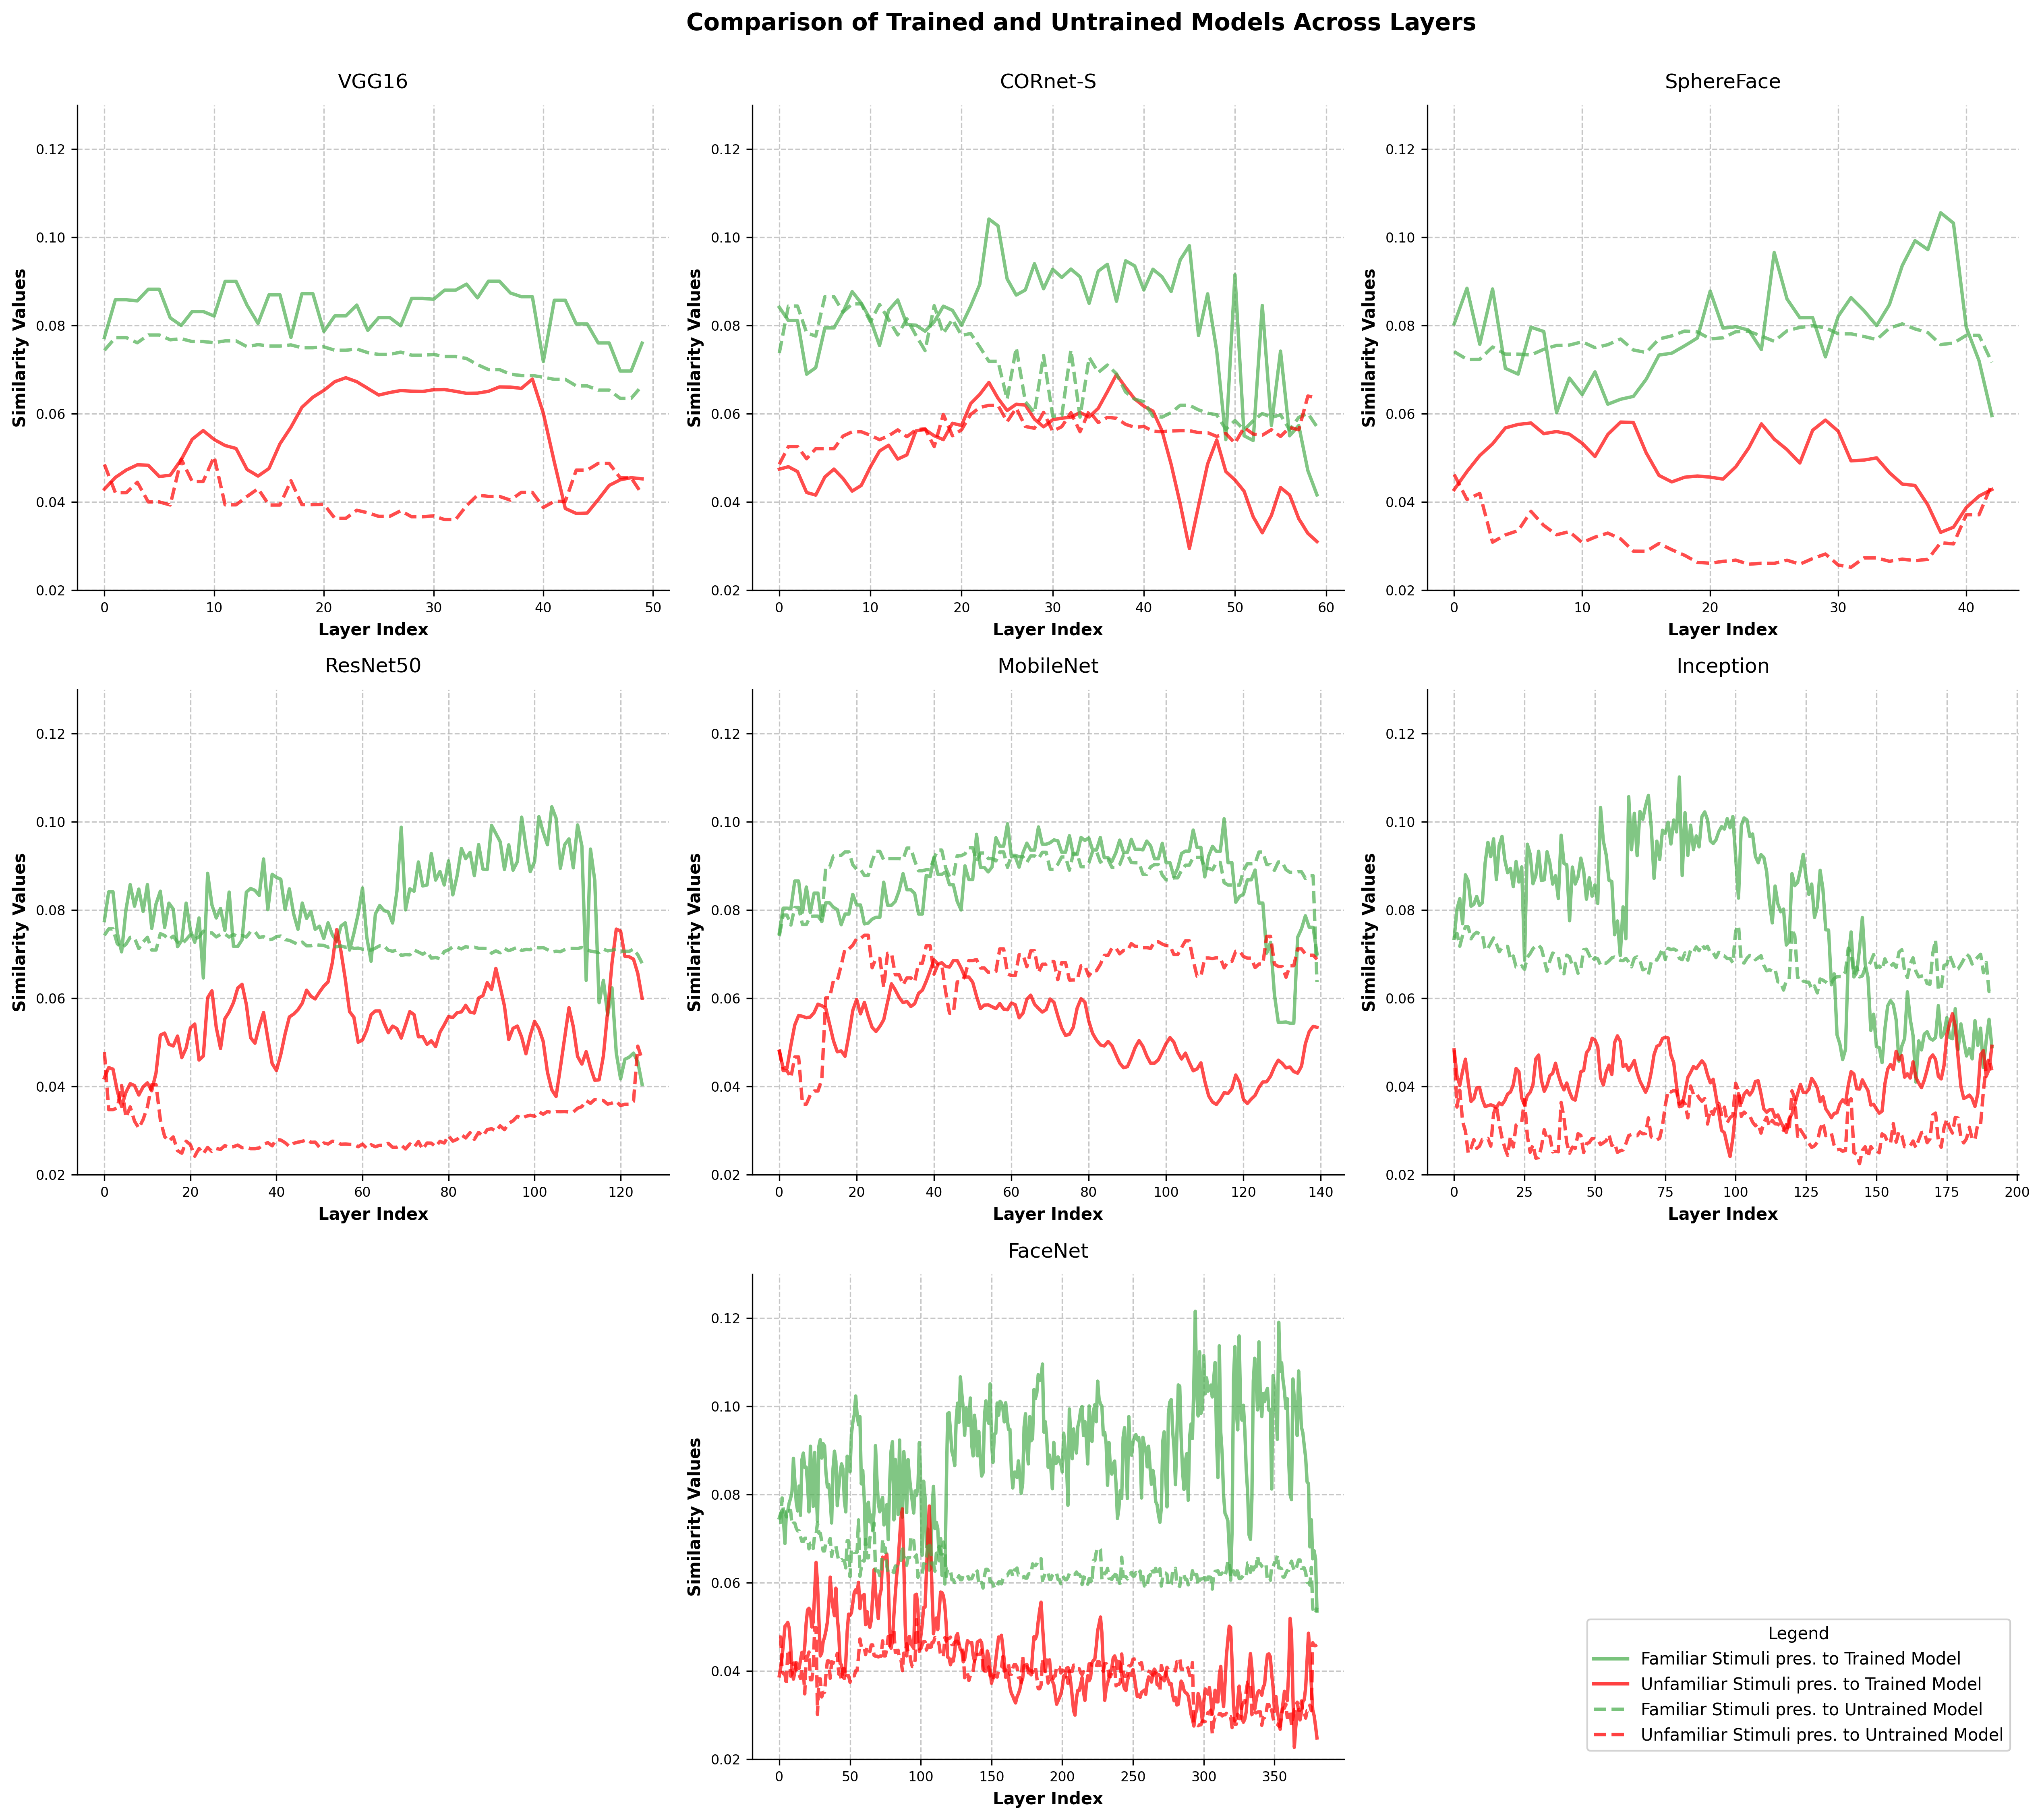 Comparison of Trained and Untrained Models Across Layers
VGG16
Similarity Values
0.12
0.10
0.08
0.06
0.04
0.02
0 10 20 30 40 50
Layer Index
CORnet-S
Similarity Values
0.12
0.10
0.08
0.06
0.04
0.02
0 10 20 30 40 50 60
Layer Index
SphereFace
Similarity Values
0.12
0.10
0.08
0.06
0.04
0.02
0 10 20 30 40
Layer Index
ResNet50
Similarity Values
0.12
0.10
0.08
0.06
0.04
0.02
0 20 40 60 80 100 120
Layer Index
MobileNet
Similarity Values
0.12
0.10
0.08
0.06
0.04
0.02
0 20 40 60 80 100 120 140
Layer Index
Inception
Similarity Values
0.12
0.10
0.08
0.06
0.04
0.02
0 25 50 75 100 125 150 175 200
Layer Index
FaceNet
Similarity Values
0.12
0.10
0.08
0.06
0.04
0.02
0 50 100 150 200 250 300 350
Layer Index
Legend
Familiar Stimuli pres. to Trained Model
Unfamiliar Stimuli pres. to Trained Model
Familiar Stimuli pres. to Untrained Model
Unfamiliar Stimuli pres. to Untrained Model